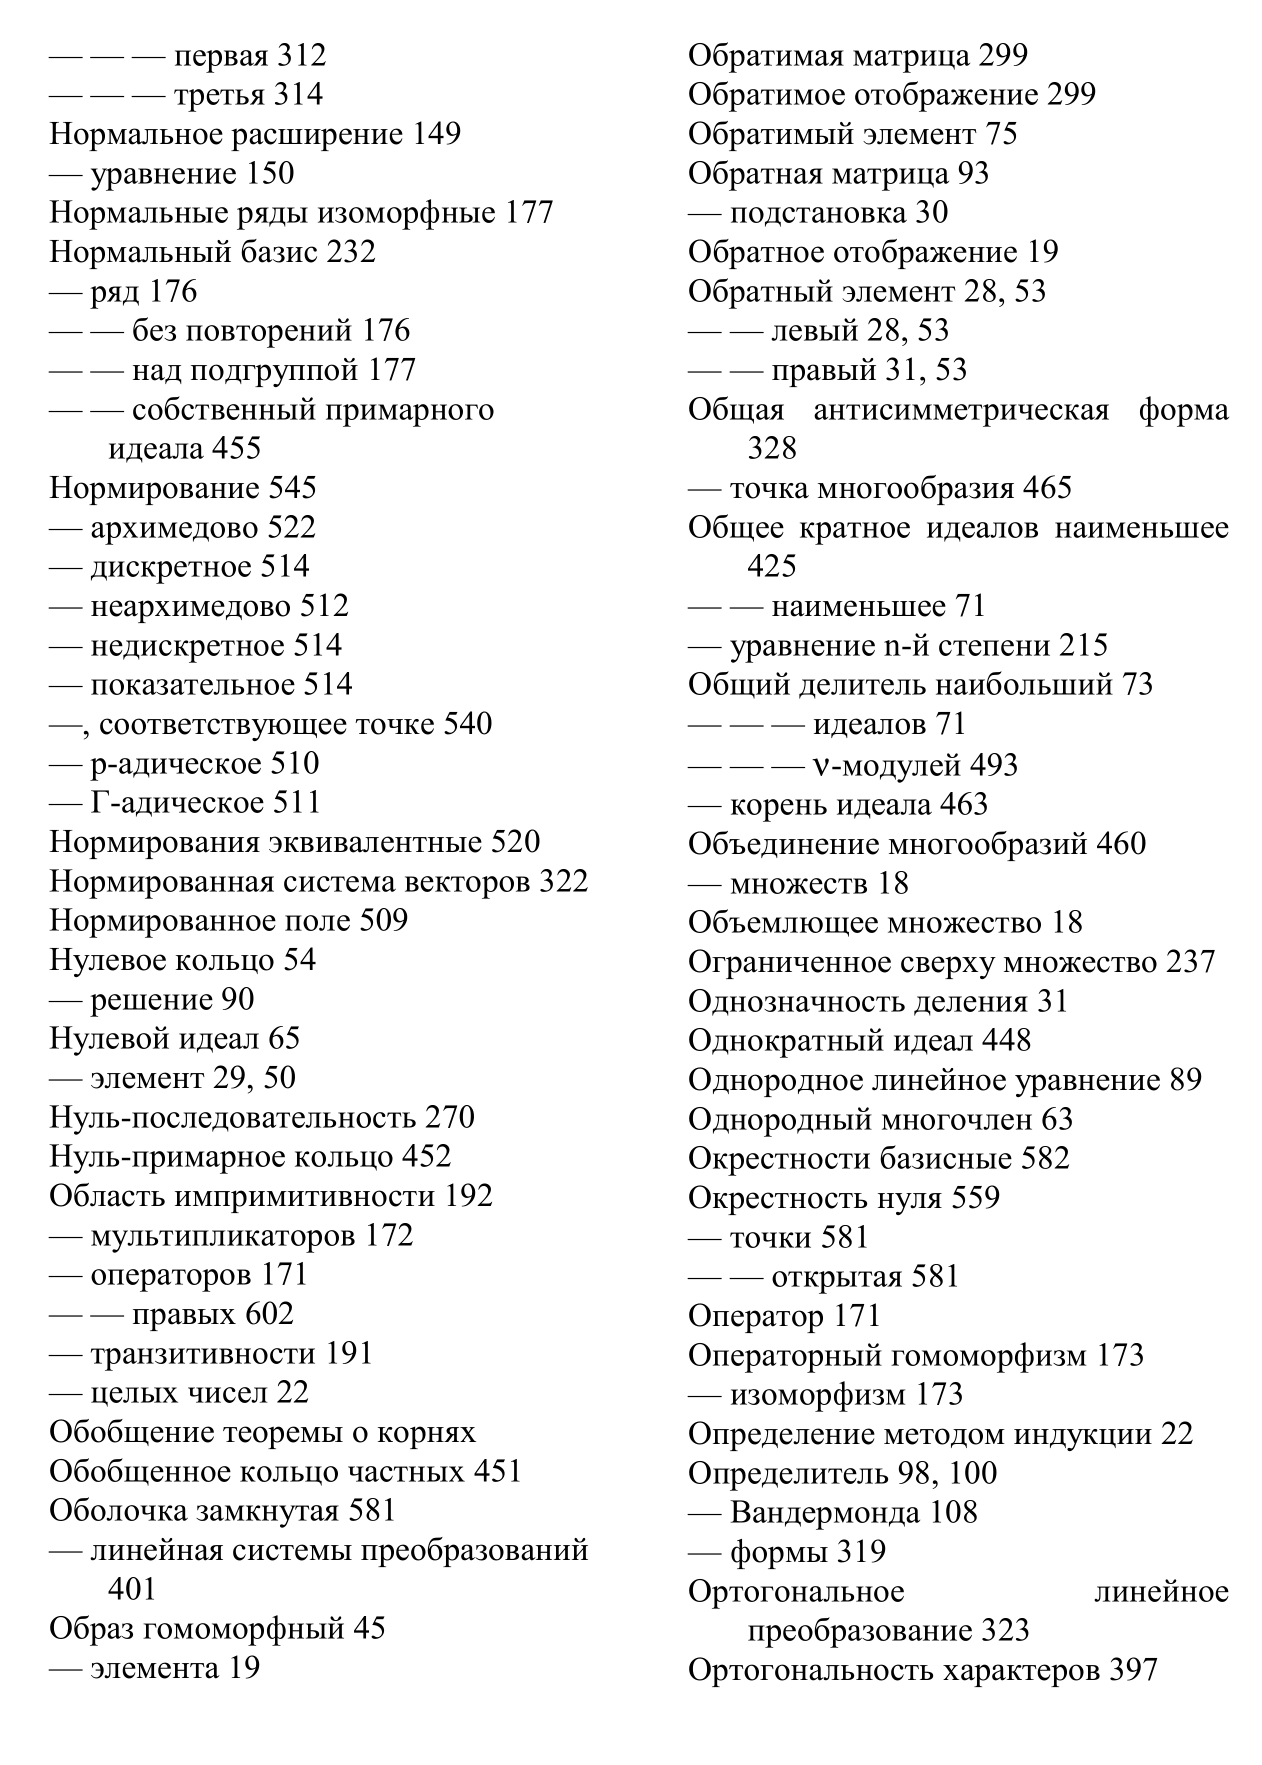 — — — первая 312
— — — третья 314
Нормальное расширение 149
— уравнение 150
Нормальные ряды изоморфные 177
Нормальный базис 232
— ряд 176
— — без повторений 176
— — над подгруппой 177
— — собственный примарного
идеала 455
Нормирование 545
— архимедово 522
— дискретное 514
— неархимедово 512
— недискретное 514
— показательное 514
—, соответствующее точке 540
— р-адическое 510
— Г-адическое 511
Нормирования эквивалентные 520
Нормированная система векторов 322
Нормированное поле 509
Нулевое кольцо 54
— решение 90
Нулевой идеал 65
— элемент 29, 50
Нуль-последовательность 270
Нуль-примарное кольцо 452
Область импримитивности 192
— мультипликаторов 172
— операторов 171
— — правых 602
— транзитивности 191
— целых чисел 22
Обобщение теоремы о корнях
Обобщенное кольцо частных 451
Оболочка замкнутая 581
— линейная системы преобразований
401
Образ гомоморфный 45
— элемента 19
Обратимая матрица 299
Обратимое отображение 299
Обратимый элемент 75
Обратная матрица 93
— подстановка 30
Обратное отображение 19
Обратный элемент 28, 53
— — левый 28, 53
— — правый 31, 53
Общая антисимметрическая форма
328
— точка многообразия 465
Общее кратное идеалов наименьшее
425
— — наименьшее 71
— уравнение n-й степени 215
Общий делитель наибольший 73
— — — идеалов 71
— — — ν-модулей 493
— корень идеала 463
Объединение многообразий 460
— множеств 18
Объемлющее множество 18
Ограниченное сверху множество 237
Однозначность деления 31
Однократный идеал 448
Однородное линейное уравнение 89
Однородный многочлен 63
Окрестности базисные 582
Окрестность нуля 559
— точки 581
— — открытая 581
Оператор 171
Операторный гомоморфизм 173
— изоморфизм 173
Определение методом индукции 22
Определитель 98, 100
— Вандермонда 108
— формы 319
Ортогональное линейное
преобразование 323
Ортогональность характеров 397